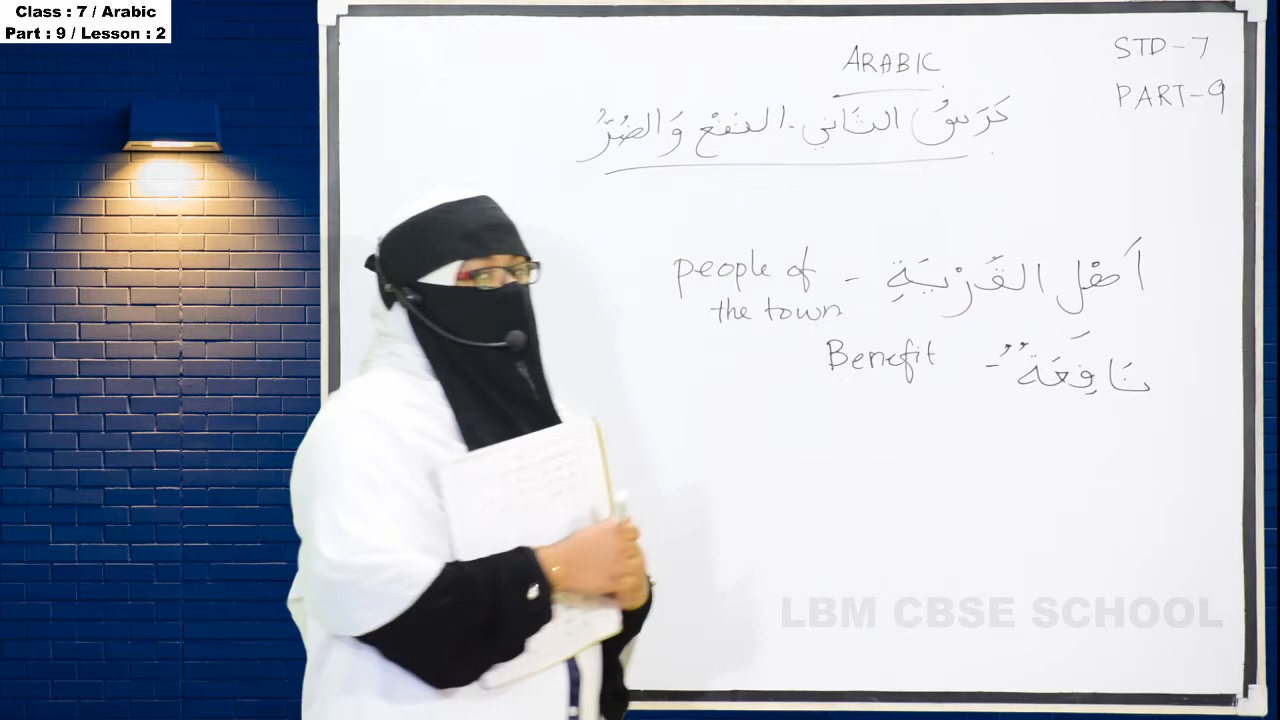 Class : 7 / Arabic
Part : 9 / Lesson : 2
ARABIC
STD-7
PART-9
دَرَسُ الثَّانِي - النَفْعْ وَالضُرُّ
people of the town - اَهْل القَرْيَةِ
Benefit - نَافِعَةٌ
LBM CBSE SCHOOL